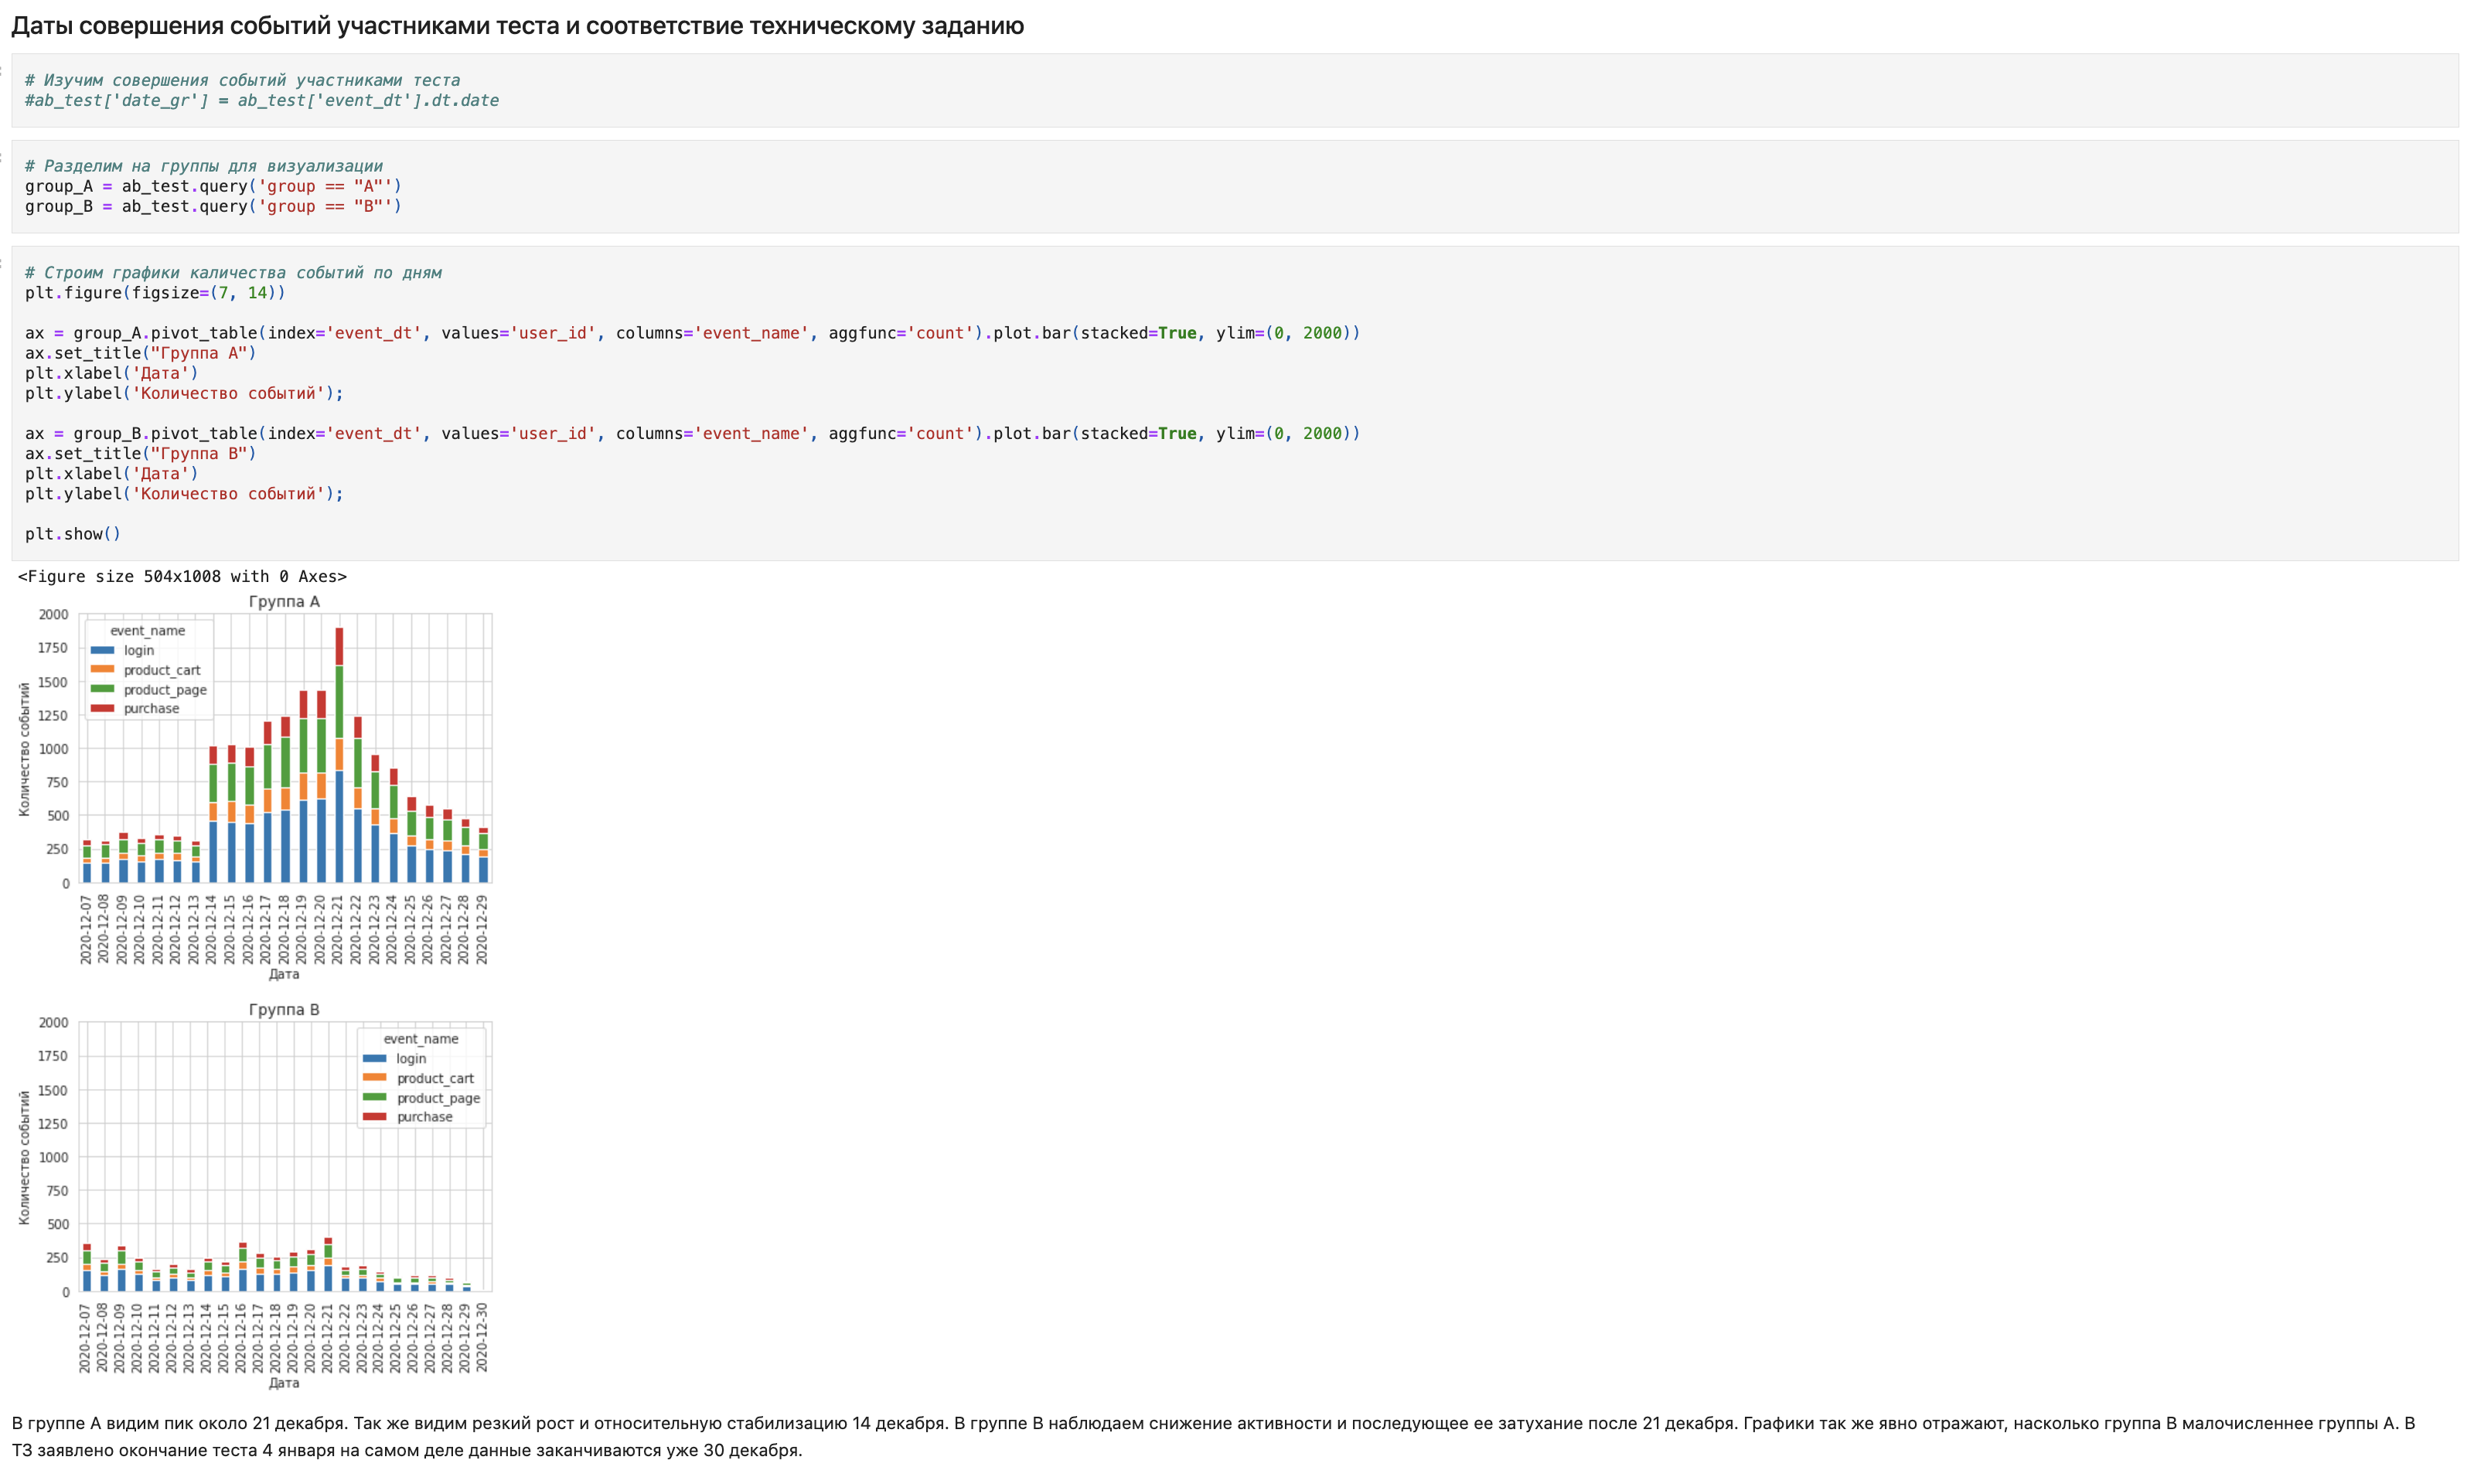 Даты совершения событий участниками теста и соответствие техническому заданию
# Изучим совершения событий участниками теста
#ab_test['date_gr'] = ab_test['event_dt'].dt.date
# Разделим на группы для визуализации
group_A = ab_test.query('group == "A"')
group_B = ab_test.query('group == "B"')
# Строим графики каличества событий по дням
plt.figure(figsize=(7, 14))
ax = group_A.pivot_table(index='event_dt', values='user_id', columns='event_name', aggfunc='count').plot.bar(stacked=True, ylim=(0, 2000))
ax.set_title("Группа А")
plt.xlabel('Дата')
plt.ylabel('Количество событий');
ax = group_B.pivot_table(index='event_dt', values='user_id', columns='event_name', aggfunc='count').plot.bar(stacked=True, ylim=(0, 2000))
ax.set_title("Группа В")
plt.xlabel('Дата')
plt.ylabel('Количество событий');
plt.show()
<Figure size 504x1008 with 0 Axes>
Группа А
2000
1750
1500
1250
1000
750
500
250
0
Количество событий
event_name
login
product_cart
product_page
purchase
2020-12-07
2020-12-08
2020-12-09
2020-12-10
2020-12-11
2020-12-12
2020-12-13
2020-12-14
2020-12-15
2020-12-16
2020-12-17
2020-12-18
2020-12-19
2020-12-20
2020-12-21
2020-12-22
2020-12-23
2020-12-24
2020-12-25
2020-12-26
2020-12-27
2020-12-28
2020-12-29
Дата
Группа В
2000
1750
1500
1250
1000
750
500
250
0
Количество событий
event_name
login
product_cart
product_page
purchase
2020-12-07
2020-12-08
2020-12-09
2020-12-10
2020-12-11
2020-12-12
2020-12-13
2020-12-14
2020-12-15
2020-12-16
2020-12-17
2020-12-18
2020-12-19
2020-12-20
2020-12-21
2020-12-22
2020-12-23
2020-12-24
2020-12-25
2020-12-26
2020-12-27
2020-12-28
2020-12-29
2020-12-30
Дата
В группе А видим пик около 21 декабря. Так же видим резкий рост и относительную стабилизацию 14 декабря. В группе В наблюдаем снижение активности и последующее ее затухание после 21 декабря. Графики так же явно отражают, насколько группа В малочисленнее группы А. В
ТЗ заявлено окончание теста 4 января на самом деле данные заканчиваются уже 30 декабря.